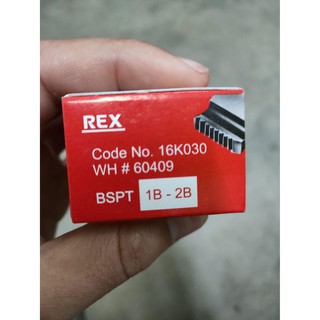 REX
Code No. 16K030
WH # 60409
BSPT 1B - 2B